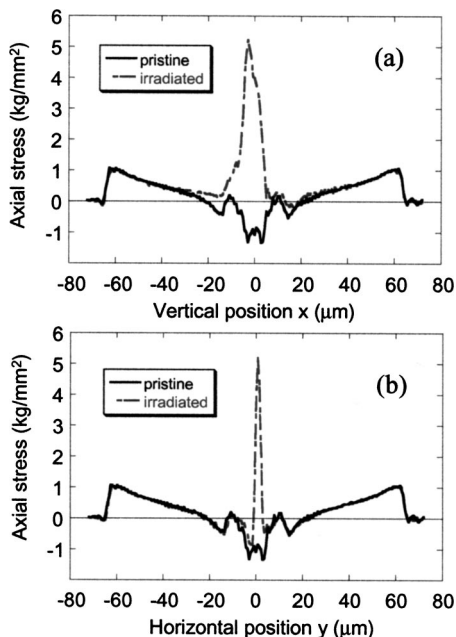 6
5
4
3
2
1
0
-1
Axial stress (kg/mm²)
pristine
irradiated
(a)
-80 -60 -40 -20 0 20 40 60 80
Vertical position x (μm)
6
5
4
3
2
1
0
-1
Axial stress (kg/mm²)
pristine
irradiated
(b)
-80 -60 -40 -20 0 20 40 60 80
Horizontal position y (μm)